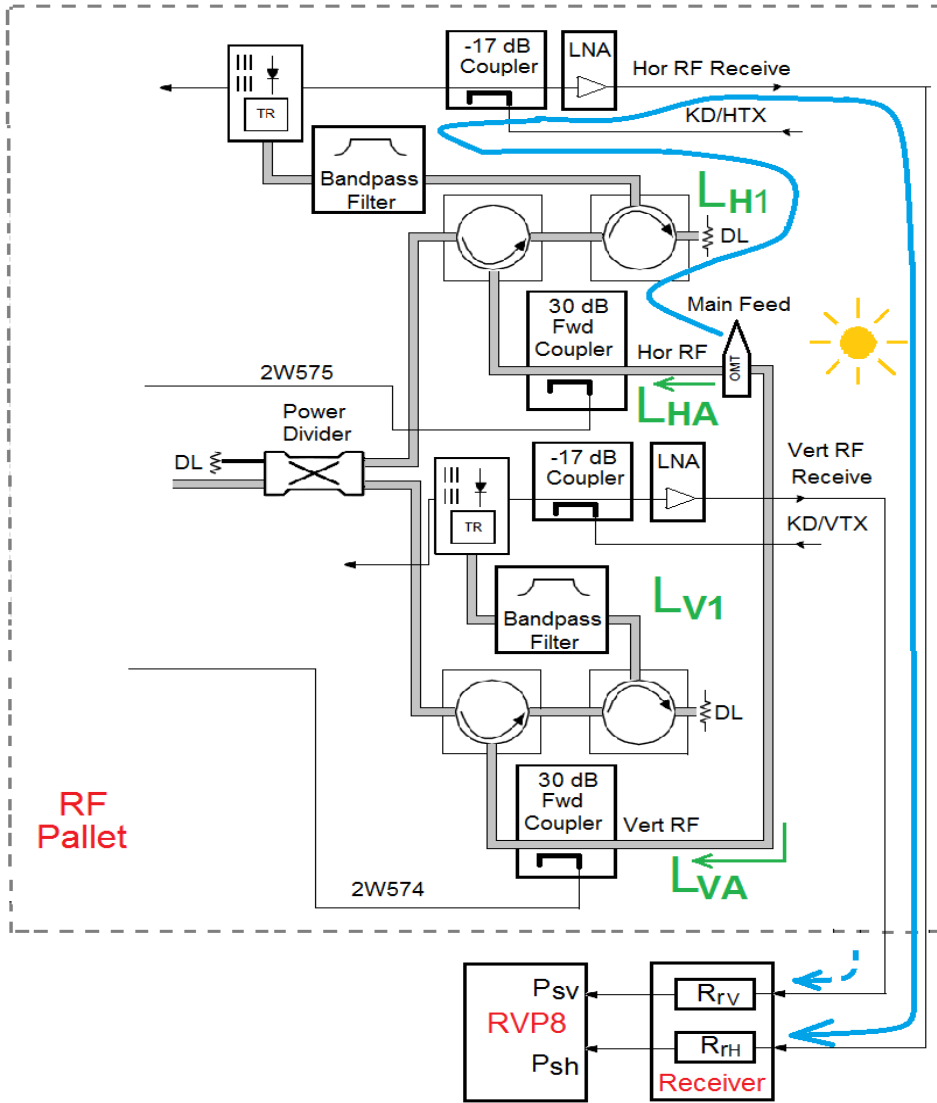 -17 dB
Coupler
LNA
Hor RF Receive
TR
KD/HTX
Bandpass
Filter
LH1
DL
30 dB
Fwd
Coupler
Main Feed
Hor RF
OMT
2W575
LHA
Power
Divider
DL
-17 dB
Coupler
LNA
Vert RF
Receive
TR
KD/VTX
LV1
Bandpass
Filter
DL
30 dB
Fwd
Coupler
RF
Pallet
Vert RF
2W574
LVA
Psv
RrV
RVP8
Psh
RrH
Receiver